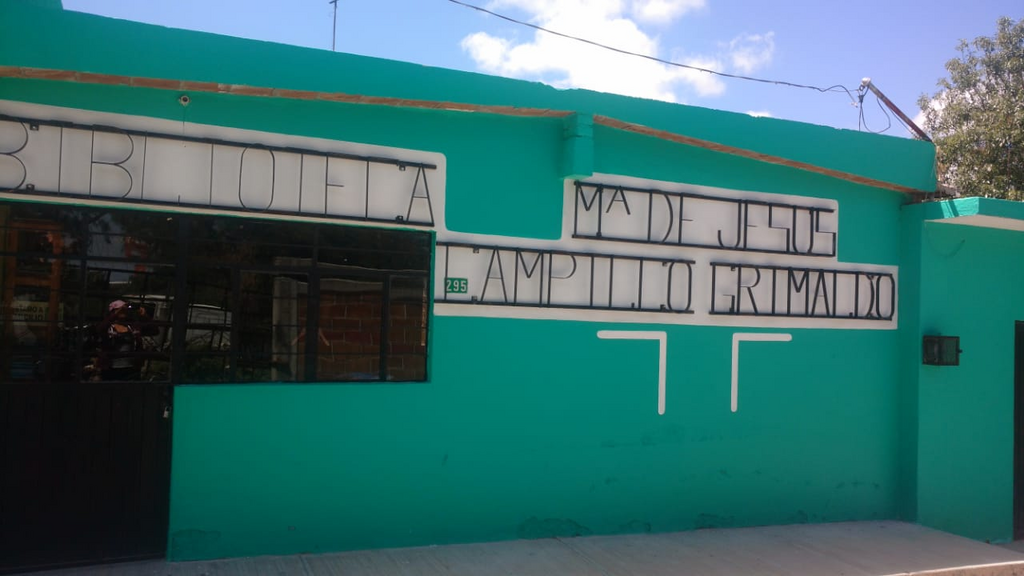 BIBLIOTECA
Mª DE JESUS
CAMPILLO GRIMALDO
295